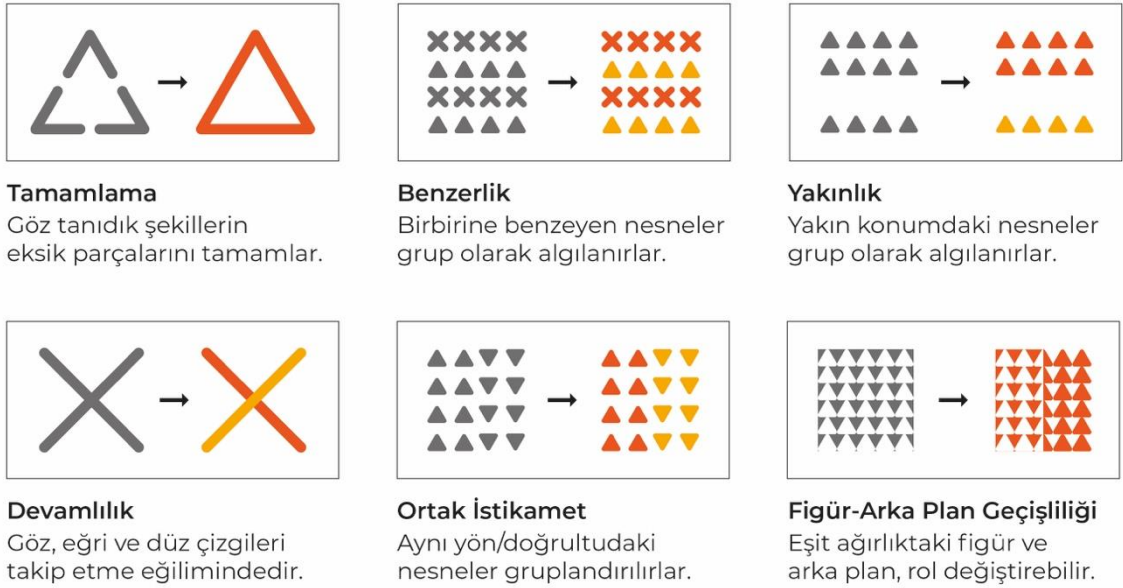 Tamamlama
Göz tanıdık şekillerin
eksik parçalarını tamamlar.
Benzerlik
Birbirine benzeyen nesneler
grup olarak algılanırlar.
Yakınlık
Yakın konumdaki nesneler
grup olarak algılanırlar.
Devamlılık
Göz, eğri ve düz çizgileri
takip etme eğilimindedir.
Ortak İstikamet
Aynı yön/doğrultudaki
nesneler gruplandırılırlar.
Figür-Arka Plan Geçişliliği
Eşit ağırlıktaki figür ve
arka plan, rol değiştirebilir.